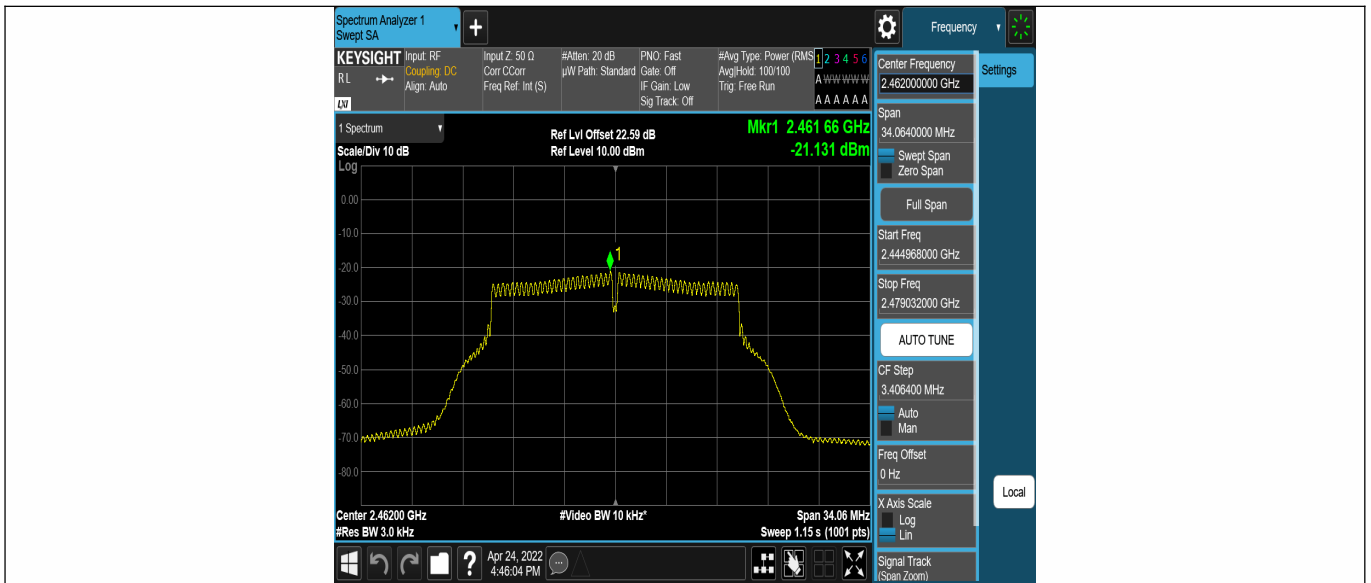 Spectrum Analyzer 1
Swept SA
+
Frequency
KEYSIGHT
RL
LXI
Input: RF
Coupling: DC
Align: Auto
Input Z: 50 Ω
Corr CCorr
Freq Ref: Int (S)
#Atten: 20 dB
µW Path: Standard
PNO: Fast
Gate: Off
IF Gain: Low
Sig Track: Off
#Avg Type: Power (RMS
Avg|Hold: 100/100
Trig: Free Run
1 2 3 4 5 6
A W W W W W
A A A A A A
1 Spectrum
Scale/Div 10 dB
Log
Ref Lvl Offset 22.59 dB
Ref Level 10.00 dBm
Mkr1 2.461 66 GHz
-21.131 dBm
0.00
-10.0
-20.0
-30.0
-40.0
-50.0
-60.0
-70.0
-80.0
1
Center 2.46200 GHz
#Res BW 3.0 kHz
#Video BW 10 kHz*
Span 34.06 MHz
Sweep 1.15 s (1001 pts)
?
Apr 24, 2022
4:46:04 PM
Center Frequency
2.462000000 GHz
Settings
Span
34.0640000 MHz
Swept Span
Zero Span
Full Span
Start Freq
2.444968000 GHz
Stop Freq
2.479032000 GHz
AUTO TUNE
CF Step
3.406400 MHz
Auto
Man
Freq Offset
0 Hz
X Axis Scale
Log
Lin
Local
Signal Track
(Span Zoom)